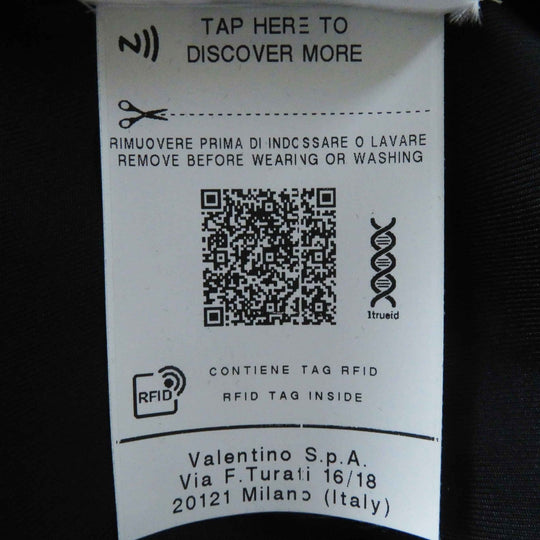 TAP HERE TO
DISCOVER MORE
RIMUOVERE PRIMA DI INDOSSARE O LAVARE
REMOVE BEFORE WEARING OR WASHING
1trueid
CONTIENE TAG RFID
RFID
RFID TAG INSIDE
Valentino S.p.A.
Via F.Turati 16/18
20121 Milano (Italy)